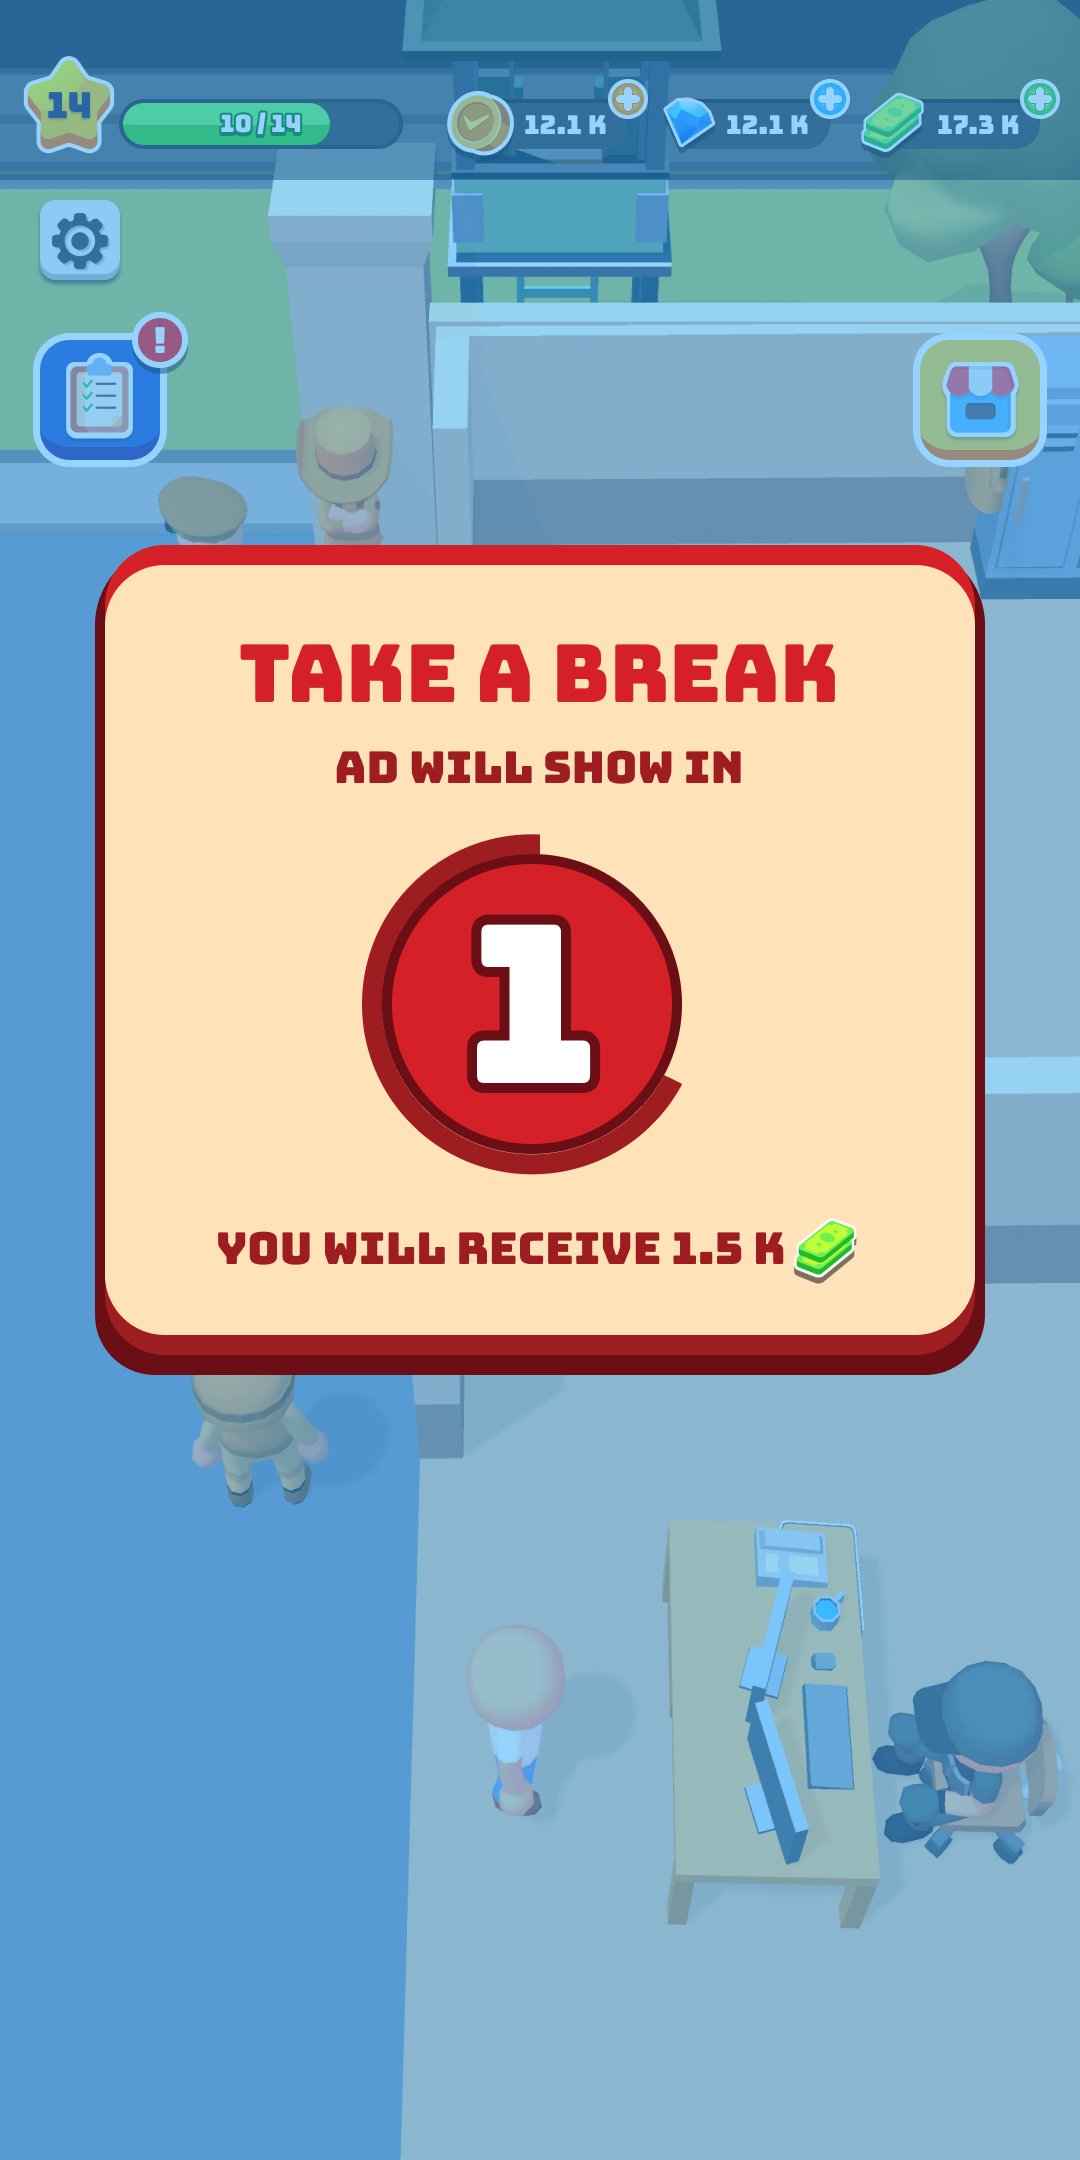 14
10/14
12.1 K
12.1 K
17.3 K
!
TAKE A BREAK
AD WILL SHOW IN
1
YOU WILL RECEIVE 1.5 K